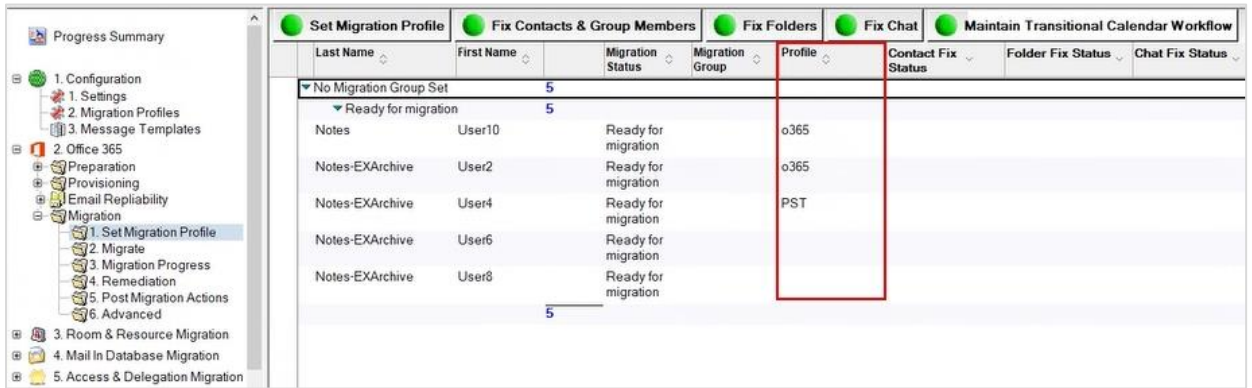 Progress Summary
1. Configuration
1. Settings
2. Migration Profiles
3. Message Templates
2. Office 365
Preparation
Provisioning
Email Repliability
Migration
1. Set Migration Profile
2. Migrate
3. Migration Progress
4. Remediation
5. Post Migration Actions
6. Advanced
3. Room & Resource Migration
4. Mail In Database Migration
5. Access & Delegation Migration
Set Migration Profile Fix Contacts & Group Members Fix Folders Fix Chat Maintain Transitional Calendar Workflow
Last Name First Name Migration Status Migration Group Profile Contact Fix Status Folder Fix Status Chat Fix Status
No Migration Group Set 5
Ready for migration 5
Notes User10 Ready for migration o365
Notes-EXArchive User2 Ready for migration o365
Notes-EXArchive User4 Ready for migration PST
Notes-EXArchive User6 Ready for migration
Notes-EXArchive User8 Ready for migration
5